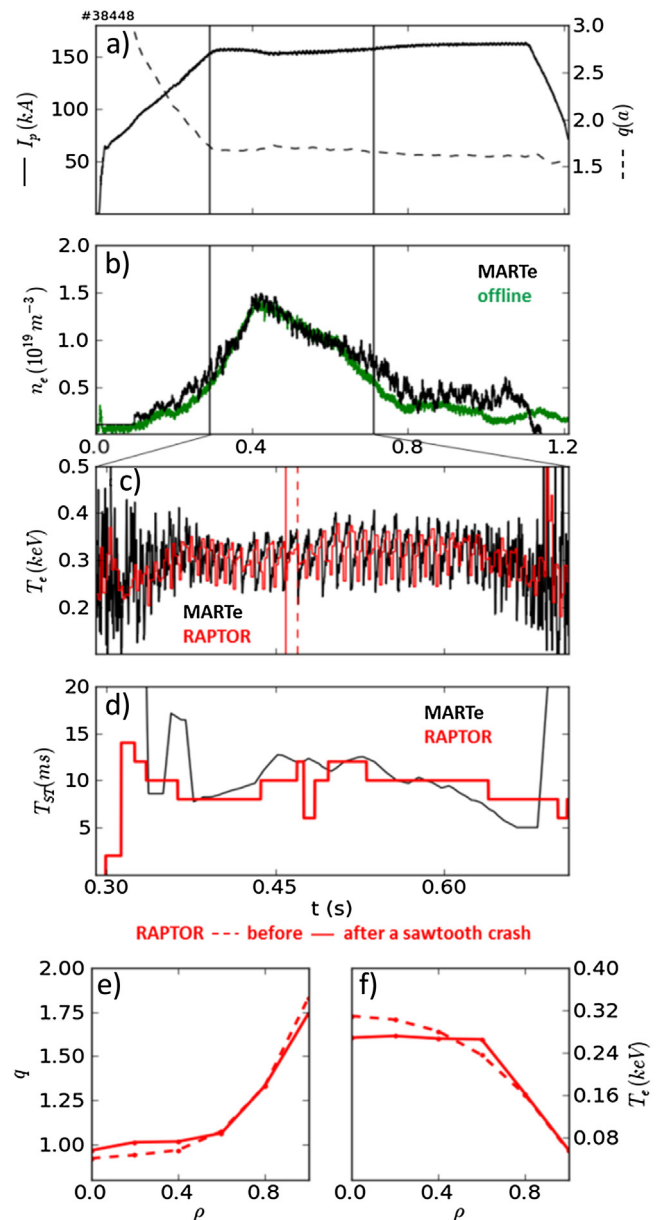 #38448
a)
150
100
50
I_p (kA)
3.0
2.5
2.0
1.5
q(a)
b)
MARTe
offline
2.0
1.5
1.0
0.5
n_e (10^19 m^-3)
0.0 0.4 0.8 1.2
c)
0.5
0.4
0.3
0.2
T_e (keV)
MARTe
RAPTOR
d)
20
15
10
5
T_ST (ms)
MARTe
RAPTOR
0.30 0.45 0.60
t (s)
RAPTOR --- before — after a sawtooth crash
e)
2.00
1.75
1.50
1.25
1.00
q
0.0 0.4 0.8
ρ
f)
0.40
0.32
0.24
0.16
0.08
T_e (keV)
0.0 0.4 0.8
ρ